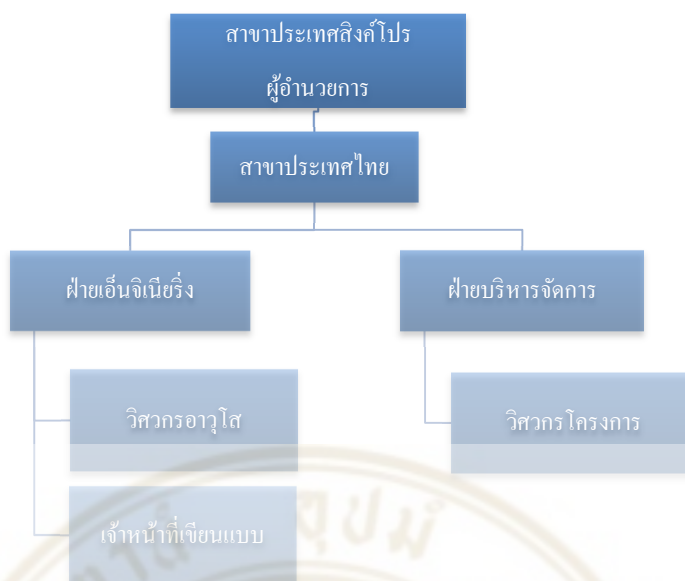 สาขาประเทศสิงค์โปร
ผู้อำนวยการ
สาขาประเทศไทย
ฝ่ายเอ็นจิเนียริ่ง
ฝ่ายบริหารจัดการ
วิศวกรอาวุโส
วิศวกรโครงการ
เจ้าหน้าที่เขียนแบบ